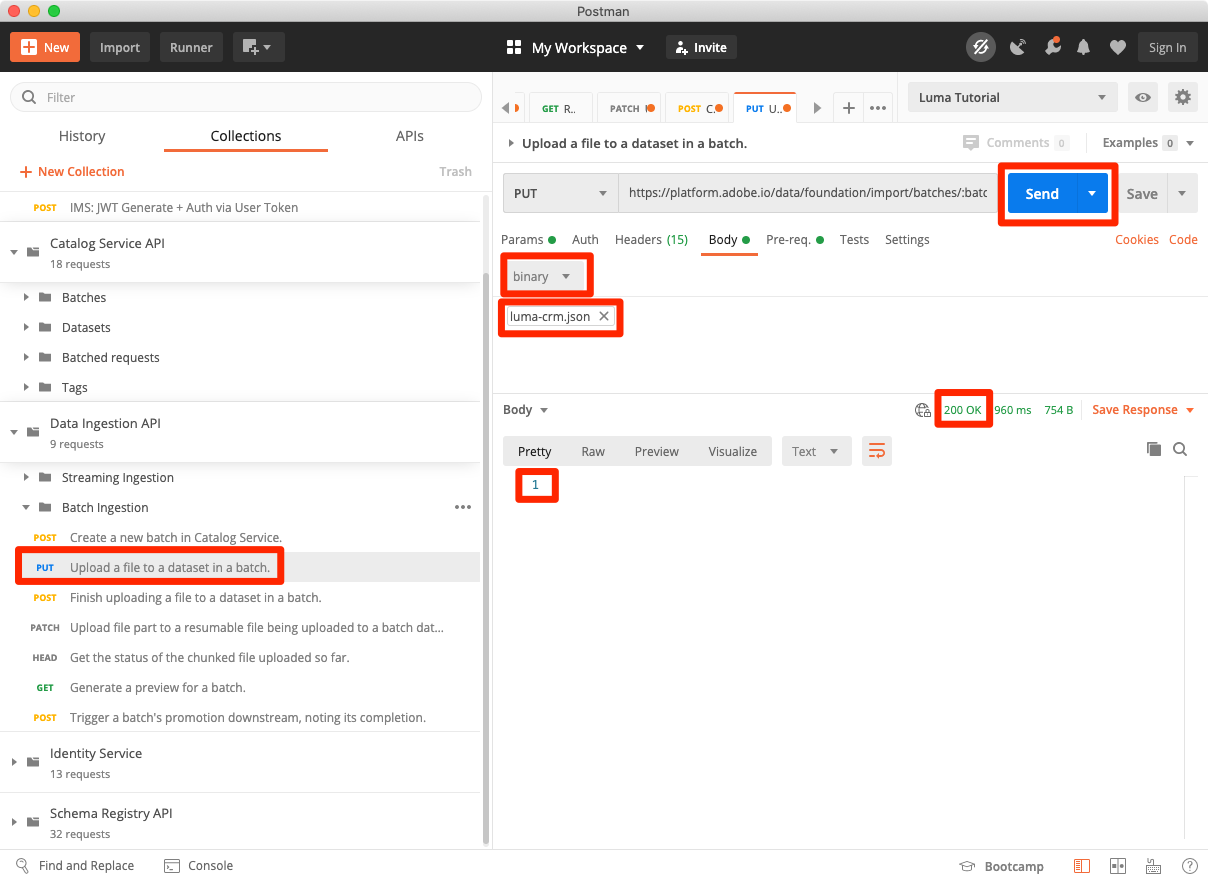 Postman
New
Import
Runner
My Workspace
Invite
Sign In
Filter
History
Collections
APIs
New Collection
Trash
POST IMS: JWT Generate + Auth via User Token
Catalog Service API
18 requests
Batches
Datasets
Batched requests
Tags
Data Ingestion API
9 requests
Streaming Ingestion
Batch Ingestion
POST Create a new batch in Catalog Service.
PUT Upload a file to a dataset in a batch.
POST Finish uploading a file to a dataset in a batch.
PATCH Upload file part to a resumable file being uploaded to a batch dat...
HEAD Get the status of the chunked file uploaded so far.
GET Generate a preview for a batch.
POST Trigger a batch's promotion downstream, noting its completion.
Identity Service
13 requests
Schema Registry API
32 requests
GET R..
PATCH
POST C.
PUT U..
Luma Tutorial
Upload a file to a dataset in a batch.
Comments 0
Examples 0
PUT
https://platform.adobe.io/data/foundation/import/batches/:batc
Send
Save
Params
Auth
Headers (15)
Body
Pre-req.
Tests
Settings
Cookies
Code
binary
luma-crm.json
Body
200 OK
960 ms
754 B
Save Response
Pretty
Raw
Preview
Visualize
Text
1
Find and Replace
Console
Bootcamp